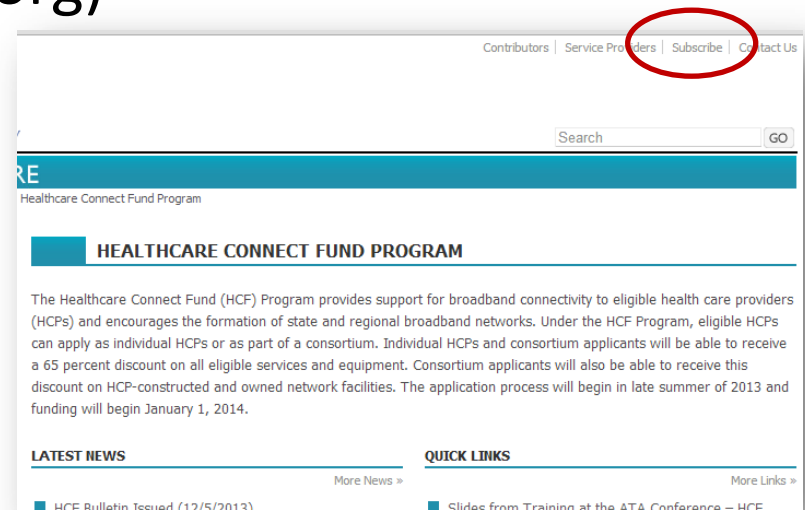 org)
Contributors | Service Providers | Subscribe | Contact Us
Search GO
RE
Healthcare Connect Fund Program
HEALTHCARE CONNECT FUND PROGRAM
The Healthcare Connect Fund (HCF) Program provides support for broadband connectivity to eligible health care providers
(HCPs) and encourages the formation of state and regional broadband networks. Under the HCF Program, eligible HCPs
can apply as individual HCPs or as part of a consortium. Individual HCPs and consortium applicants will be able to receive
a 65 percent discount on all eligible services and equipment. Consortium applicants will also be able to receive this
discount on HCP-constructed and owned network facilities. The application process will begin in late summer of 2013 and
funding will begin January 1, 2014.
LATEST NEWS
More News »
HCF Bulletin Issued (12/5/2013)
QUICK LINKS
More Links »
Slides from Training at the ATA Conference – HCF